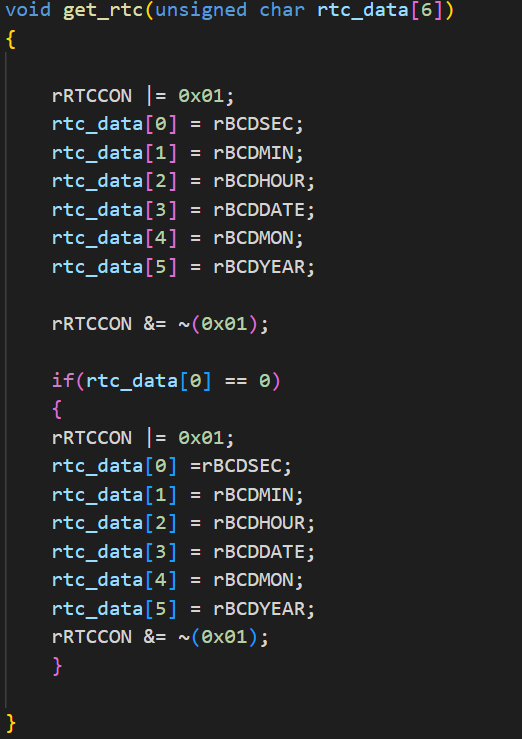 void get_rtc(unsigned char rtc_data[6])
{
rRTCCON |= 0x01;
rtc_data[0] = rBCDSEC;
rtc_data[1] = rBCDMIN;
rtc_data[2] = rBCDHOUR;
rtc_data[3] = rBCDDATE;
rtc_data[4] = rBCDMON;
rtc_data[5] = rBCDYEAR;
rRTCCON &= ~(0x01);
if(rtc_data[0] == 0)
{
rRTCCON |= 0x01;
rtc_data[0] =rBCDSEC;
rtc_data[1] = rBCDMIN;
rtc_data[2] = rBCDHOUR;
rtc_data[3] = rBCDDATE;
rtc_data[4] = rBCDMON;
rtc_data[5] = rBCDYEAR;
rRTCCON &= ~(0x01);
}
}